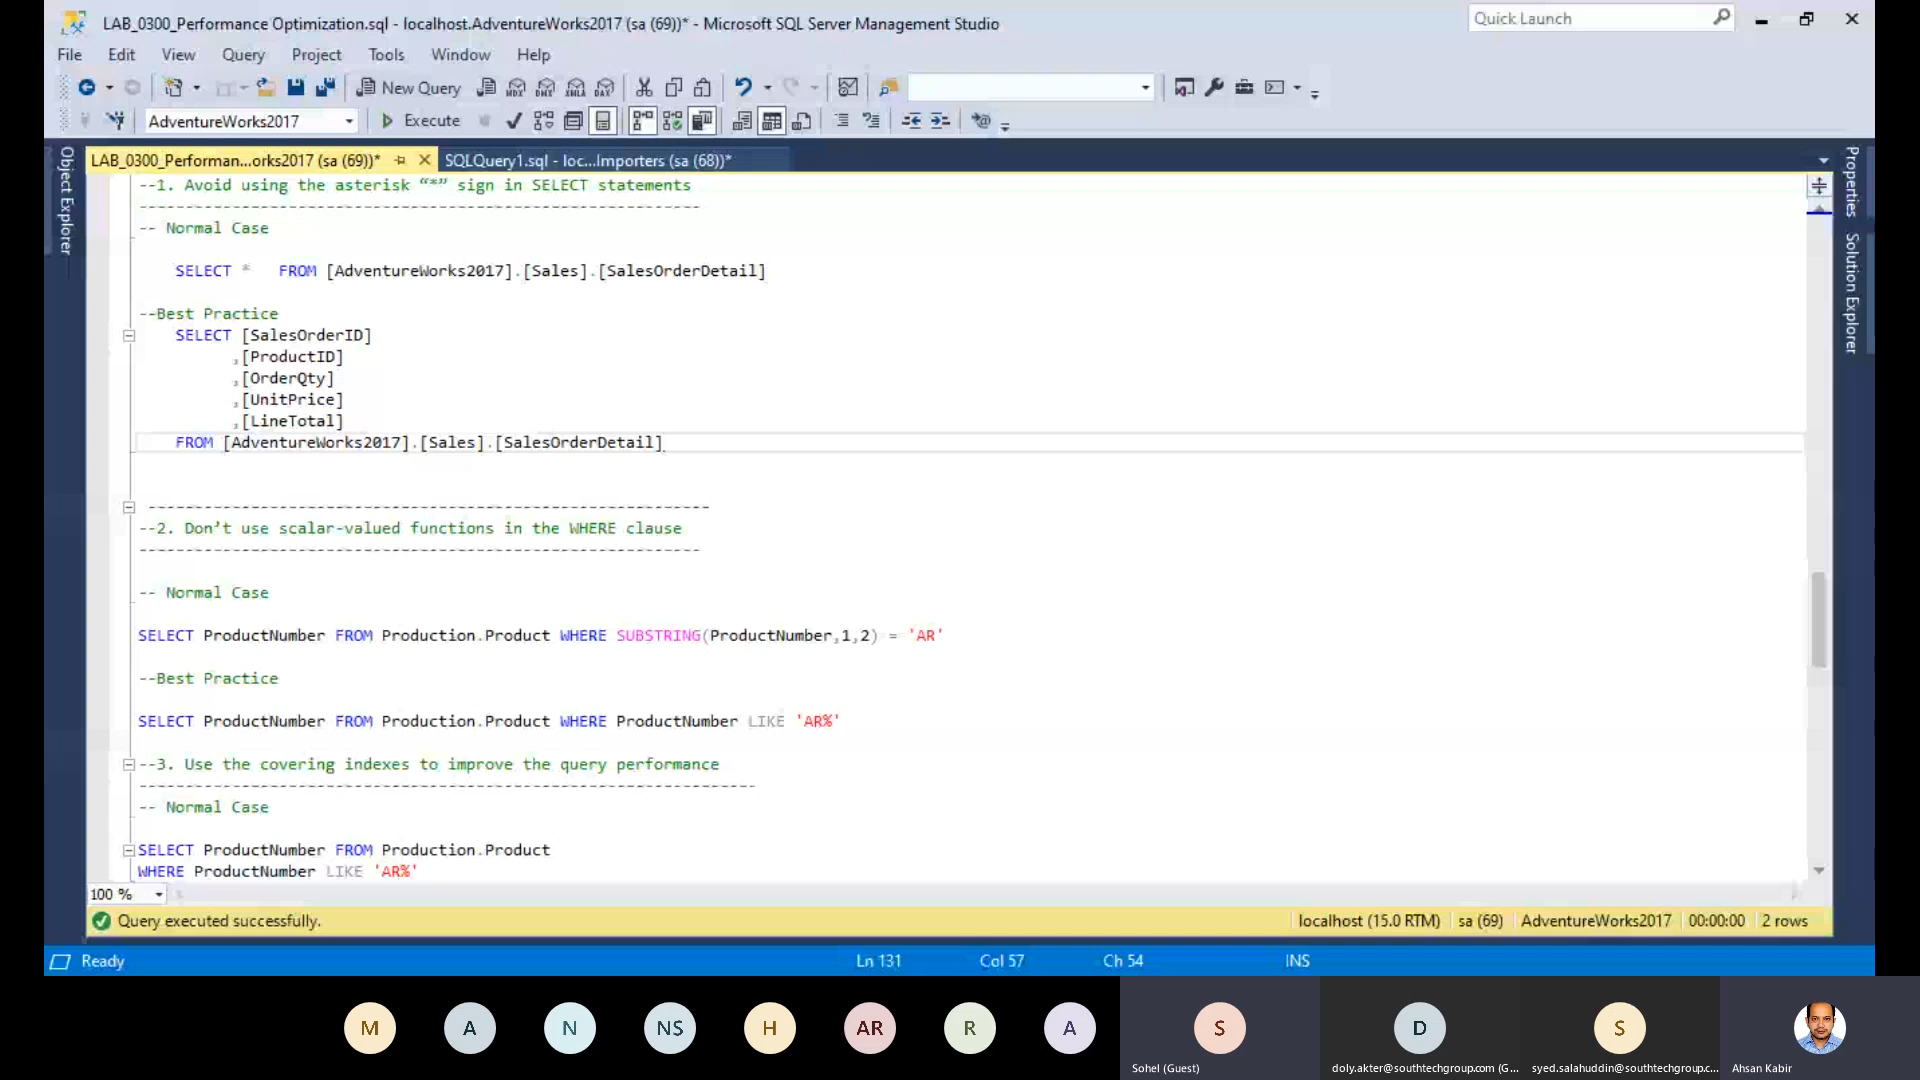 LAB_0300_Performance Optimization.sql - localhost.AdventureWorks2017 (sa (69))* - Microsoft SQL Server Management Studio
Quick Launch
File Edit View Query Project Tools Window Help
New Query
MDX DMX XMLA DAX
AdventureWorks2017
Execute
LAB_0300_Performan...orks2017 (sa (69))*
SQLQuery1.sql - loc...Importers (sa (68))*
Object Explorer
Properties
Solution Explorer
--1. Avoid using the asterisk “*” sign in SELECT statements
------------------------------------------------------------
-- Normal Case
SELECT * FROM [AdventureWorks2017].[Sales].[SalesOrderDetail]
--Best Practice
SELECT [SalesOrderID]
,[ProductID]
,[OrderQty]
,[UnitPrice]
,[LineTotal]
FROM [AdventureWorks2017].[Sales].[SalesOrderDetail]
------------------------------------------------------------
--2. Don’t use scalar-valued functions in the WHERE clause
------------------------------------------------------------
-- Normal Case
SELECT ProductNumber FROM Production.Product WHERE SUBSTRING(ProductNumber,1,2) = 'AR'
--Best Practice
SELECT ProductNumber FROM Production.Product WHERE ProductNumber LIKE 'AR%'
--3. Use the covering indexes to improve the query performance
------------------------------------------------------------------
-- Normal Case
SELECT ProductNumber FROM Production.Product
WHERE ProductNumber LIKE 'AR%'
100 %
Query executed successfully.
localhost (15.0 RTM) sa (69) AdventureWorks2017 00:00:00 2 rows
Ready Ln 131 Col 57 Ch 54 INS
M A N NS H AR R A S D S
Sohel (Guest)
doly.akter@southtechgroup.com (G...
syed.salahuddin@southtechgroup.c...
Ahsan Kabir